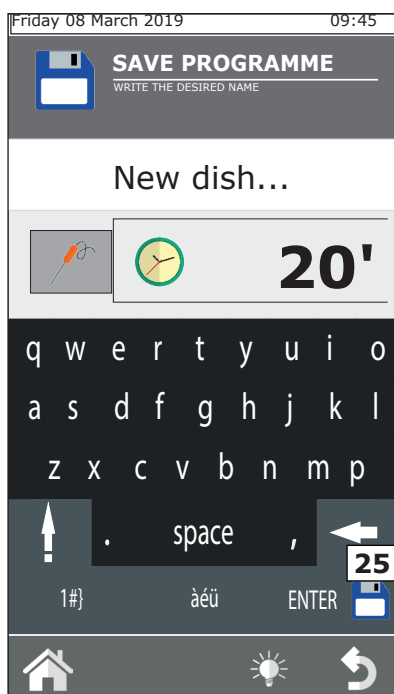 Friday 08 March 2019 09:45
SAVE PROGRAMME
WRITE THE DESIRED NAME
New dish...
20'
q w e r t y u i o
a s d f g h j k l
z x c v b n m p
. space ,
25
1#} àéü ENTER